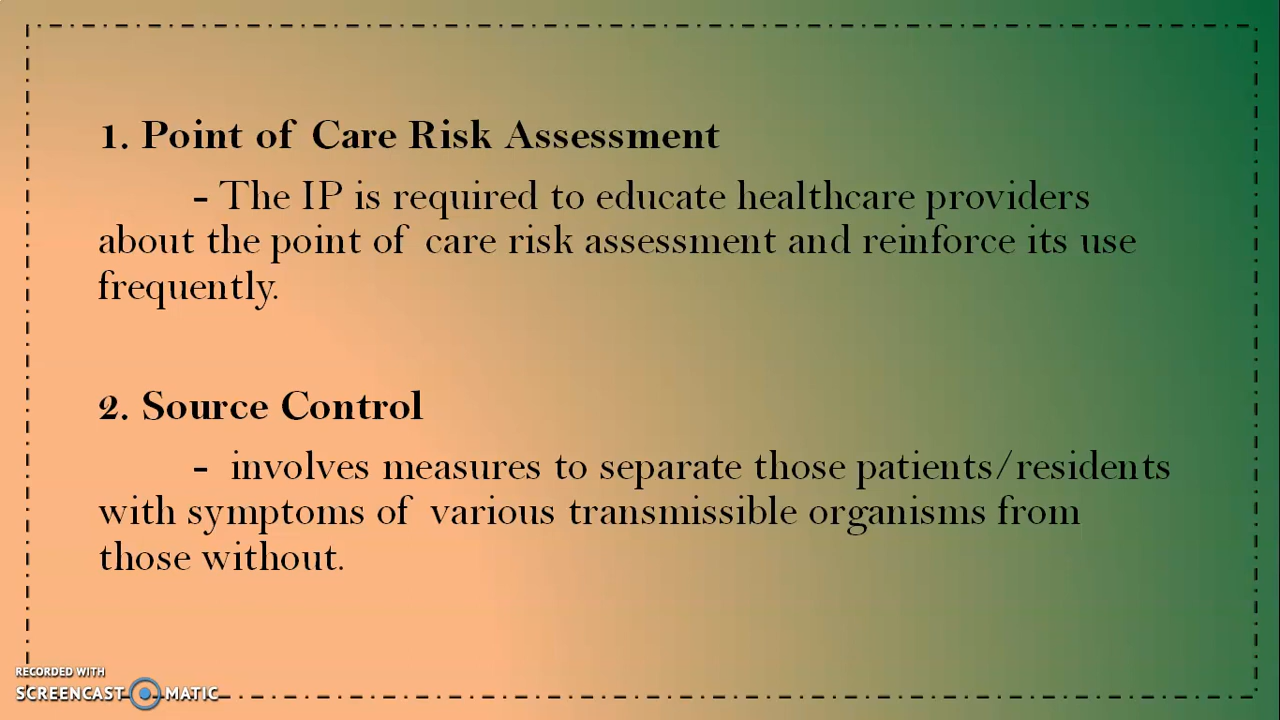 1. Point of Care Risk Assessment
- The IP is required to educate healthcare providers
about the point of care risk assessment and reinforce its use
frequently.
2. Source Control
- involves measures to separate those patients/residents
with symptoms of various transmissible organisms from
those without.
RECORDED WITH
SCREENCAST MATIC